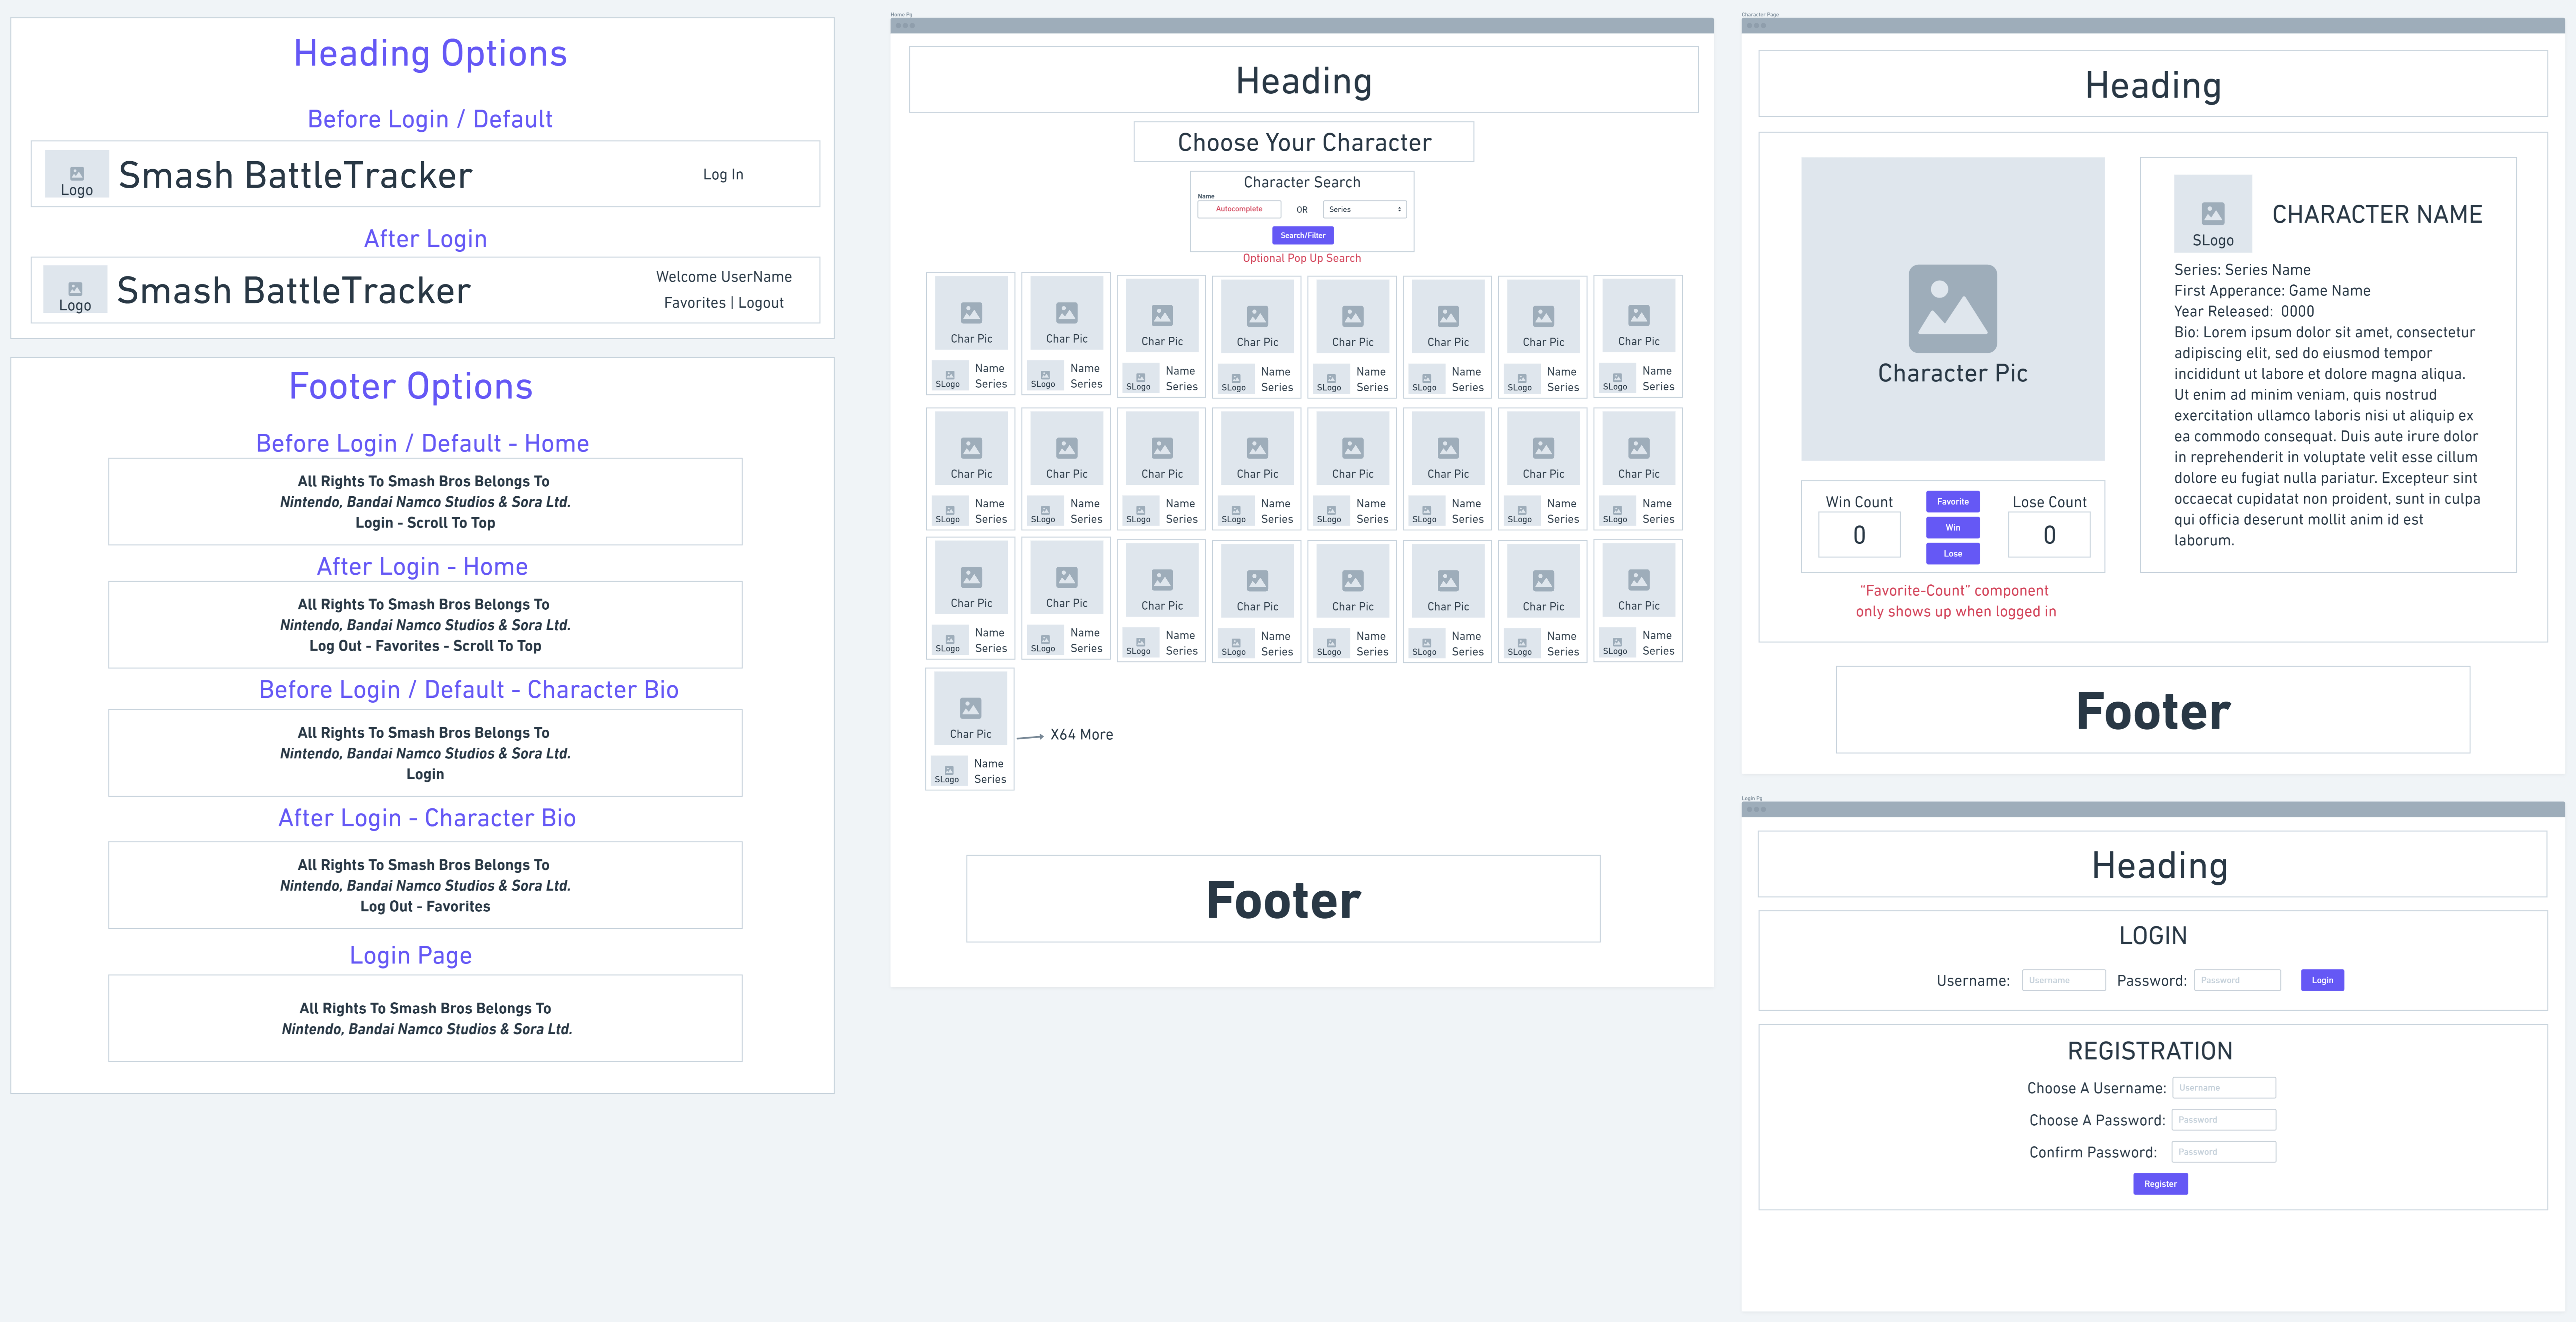 Heading Options
Before Login / Default
Logo
Smash BattleTracker
Log In
After Login
Logo
Smash BattleTracker
Welcome UserName
Favorites | Logout
Footer Options
Before Login / Default - Home
All Rights To Smash Bros Belongs To
Nintendo, Bandai Namco Studios & Sora Ltd.
Login - Scroll To Top
After Login - Home
All Rights To Smash Bros Belongs To
Nintendo, Bandai Namco Studios & Sora Ltd.
Log Out - Favorites - Scroll To Top
Before Login / Default - Character Bio
All Rights To Smash Bros Belongs To
Nintendo, Bandai Namco Studios & Sora Ltd.
Login
After Login - Character Bio
All Rights To Smash Bros Belongs To
Nintendo, Bandai Namco Studios & Sora Ltd.
Log Out - Favorites
Login Page
All Rights To Smash Bros Belongs To
Nintendo, Bandai Namco Studios & Sora Ltd.
Home Pg
Heading
Choose Your Character
Character Search
Name
Autocomplete OR Series
Search/Filter
Optional Pop Up Search
Char Pic Char Pic Char Pic Char Pic Char Pic Char Pic Char Pic Char Pic
Name Name Name Name Name Name Name Name
SLogo Series SLogo Series SLogo Series SLogo Series SLogo Series SLogo Series SLogo Series SLogo Series
Char Pic Char Pic Char Pic Char Pic Char Pic Char Pic Char Pic Char Pic
Name Name Name Name Name Name Name Name
SLogo Series SLogo Series SLogo Series SLogo Series SLogo Series SLogo Series SLogo Series SLogo Series
Char Pic Char Pic Char Pic Char Pic Char Pic Char Pic Char Pic Char Pic
Name Name Name Name Name Name Name Name
SLogo Series SLogo Series SLogo Series SLogo Series SLogo Series SLogo Series SLogo Series SLogo Series
Char Pic
X64 More
Name
SLogo Series
Footer
Character Page
Heading
Character Pic
Win Count
0
Favorite
Win
Lose
Lose Count
0
“Favorite-Count” component
only shows up when logged in
SLogo
CHARACTER NAME
Series: Series Name
First Apperance: Game Name
Year Released: 0000
Bio: Lorem ipsum dolor sit amet, consectetur
adipiscing elit, sed do eiusmod tempor
incididunt ut labore et dolore magna aliqua.
Ut enim ad minim veniam, quis nostrud
exercitation ullamco laboris nisi ut aliquip ex
ea commodo consequat. Duis aute irure dolor
in reprehenderit in voluptate velit esse cillum
dolore eu fugiat nulla pariatur. Excepteur sint
occaecat cupidatat non proident, sunt in culpa
qui officia deserunt mollit anim id est
laborum.
Footer
Login Pg
Heading
LOGIN
Username: Username Password: Password Login
REGISTRATION
Choose A Username: Username
Choose A Password: Password
Confirm Password: Password
Register